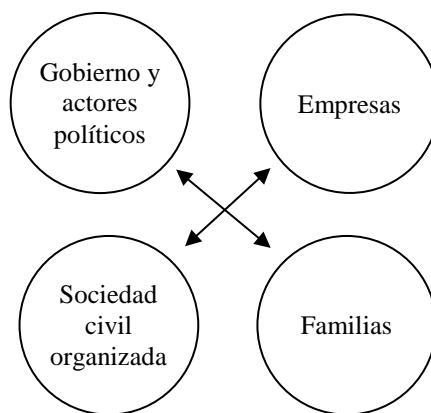 Gobierno y
actores
políticos
Empresas
Sociedad
civil
organizada
Familias